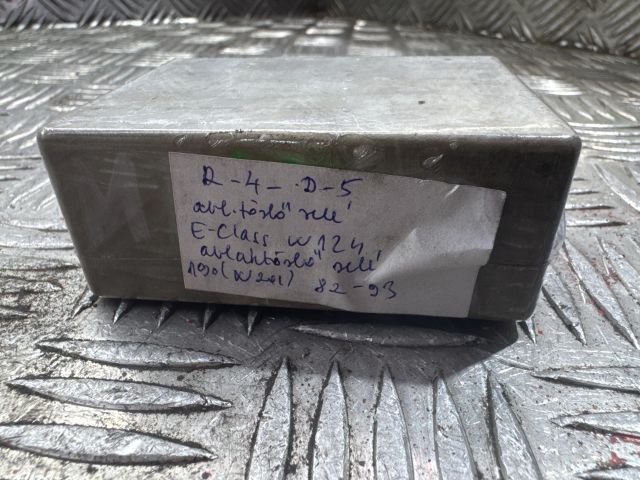 R-4-.D-5
abl.törlő relé
E-Class W124
ablaktörlő relé
190(W201) 82-93